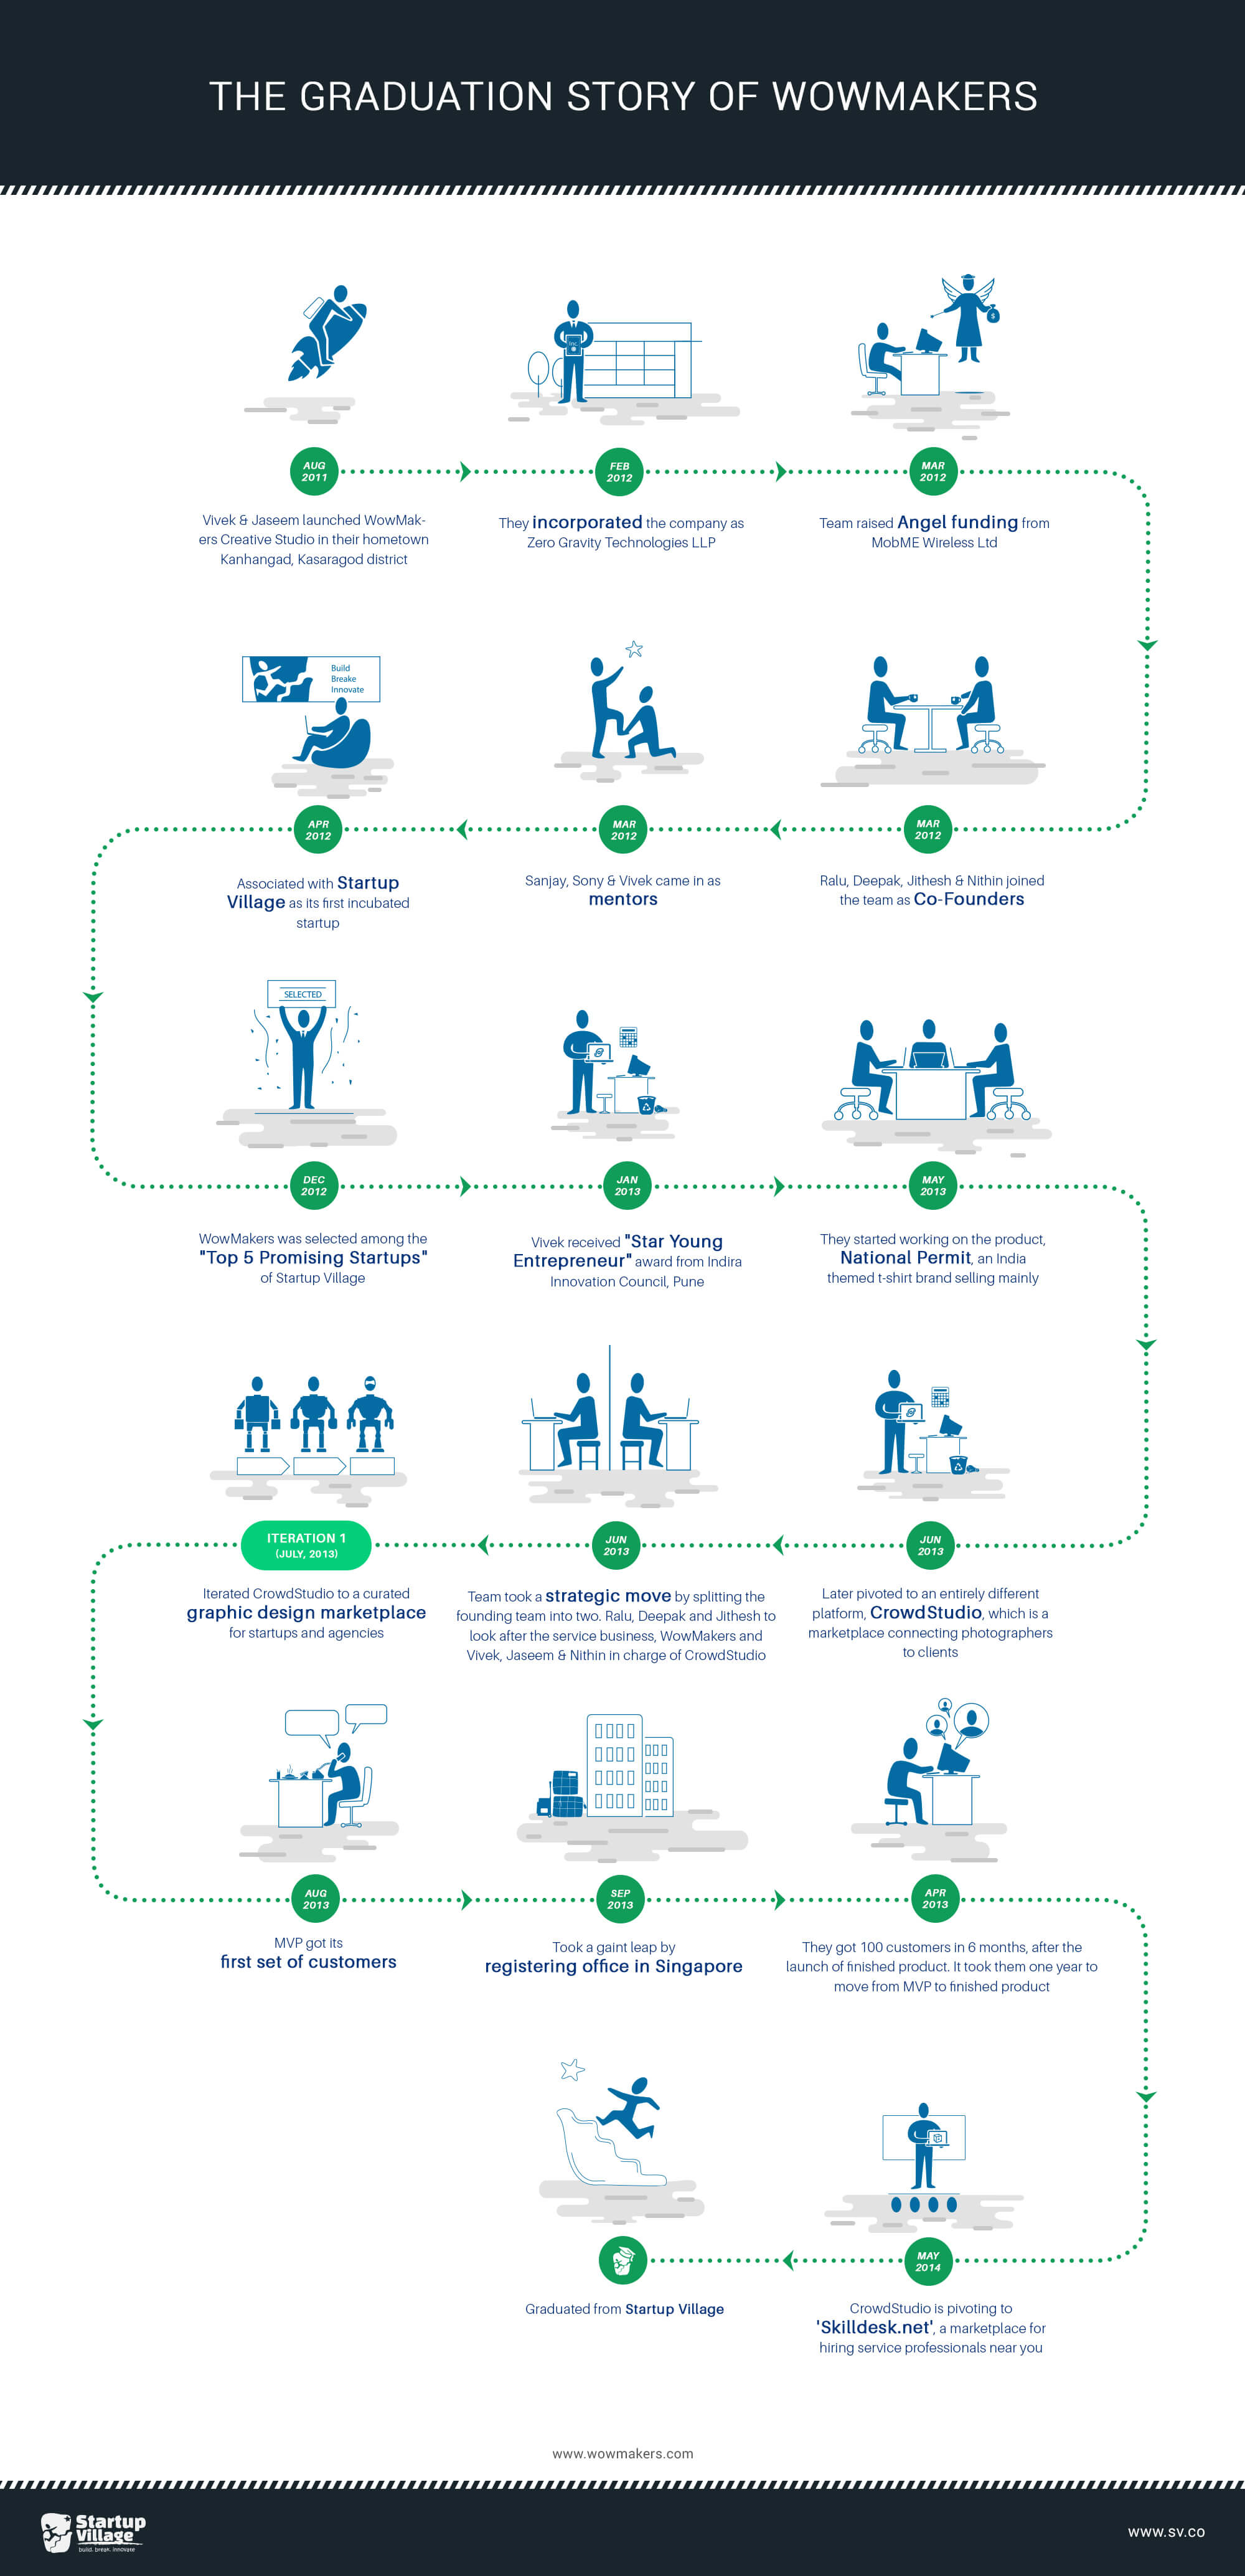 THE GRADUATION STORY OF WOWMAKERS
Inc.
$
AUG
2011
FEB
2012
MAR
2012
Vivek & Jaseem launched WowMak-
ers Creative Studio in their hometown
Kanhangad, Kasaragod district
They incorporated the company as
Zero Gravity Technologies LLP
Team raised Angel funding from
MobME Wireless Ltd
Build
Breake
Innovate
MAR
2012
MAR
2012
APR
2012
Ralu, Deepak, Jithesh & Nithin joined
the team as Co-Founders
Sanjay, Sony & Vivek came in as
mentors
Associated with Startup
Village as its first incubated
startup
SELECTED
DEC
2012
JAN
2013
MAY
2013
WowMakers was selected among the
"Top 5 Promising Startups"
of Startup Village
Vivek received "Star Young
Entrepreneur" award from Indira
Innovation Council, Pune
They started working on the product,
National Permit, an India
themed t-shirt brand selling mainly
JUN
2013
JUN
2013
ITERATION 1
(JULY, 2013)
Later pivoted to an entirely different
platform, CrowdStudio, which is a
marketplace connecting photographers
to clients
Team took a strategic move by splitting the
founding team into two. Ralu, Deepak and Jithesh to
look after the service business, WowMakers and
Vivek, Jaseem & Nithin in charge of CrowdStudio
Iterated CrowdStudio to a curated
graphic design marketplace
for startups and agencies
AUG
2013
SEP
2013
APR
2013
MVP got its
first set of customers
Took a gaint leap by
registering office in Singapore
They got 100 customers in 6 months, after the
launch of finished product. It took them one year to
move from MVP to finished product
MAY
2014
CrowdStudio is pivoting to
'Skilldesk.net', a marketplace for
hiring service professionals near you
Graduated from Startup Village
www.wowmakers.com
Startup
Village
build. break. innovate
WWW.SV.CO